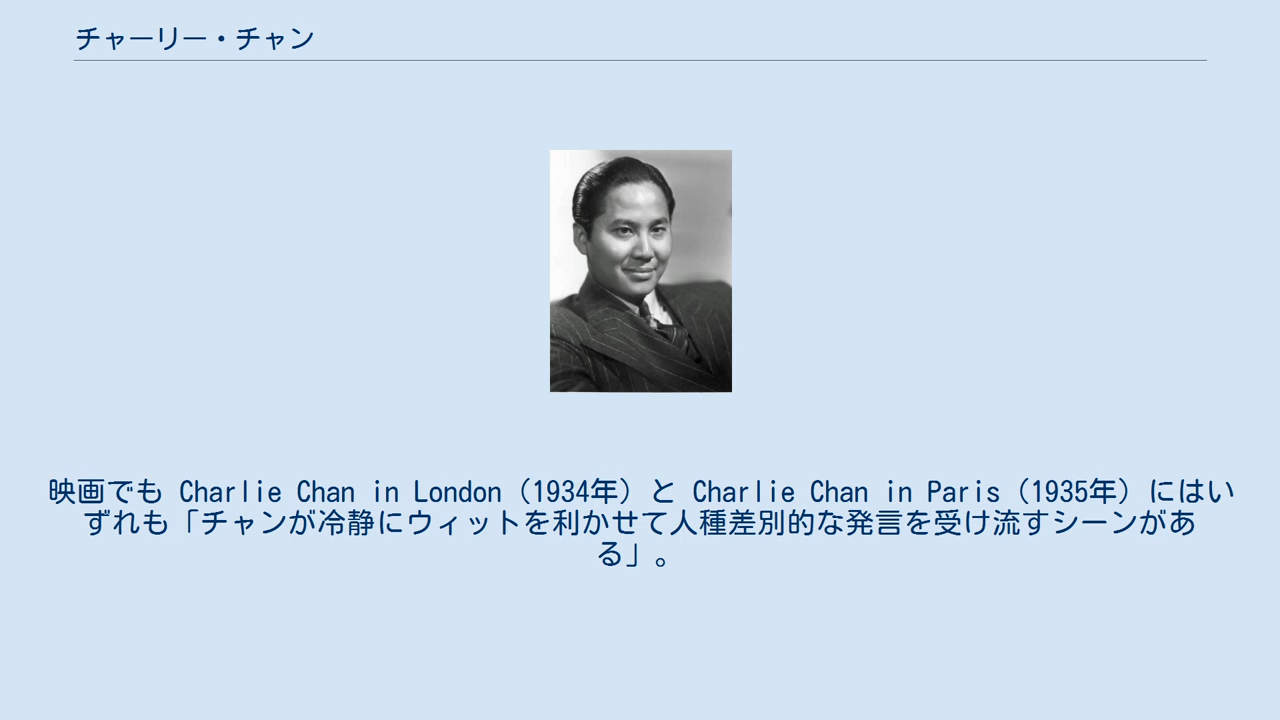 チャーリー・チャン
映画でも Charlie Chan in London（1934年）と Charlie Chan in Paris（1935年）にはい
ずれも「チャンが冷静にウィットを利かせて人種差別的な発言を受け流すシーンがあ
る」。